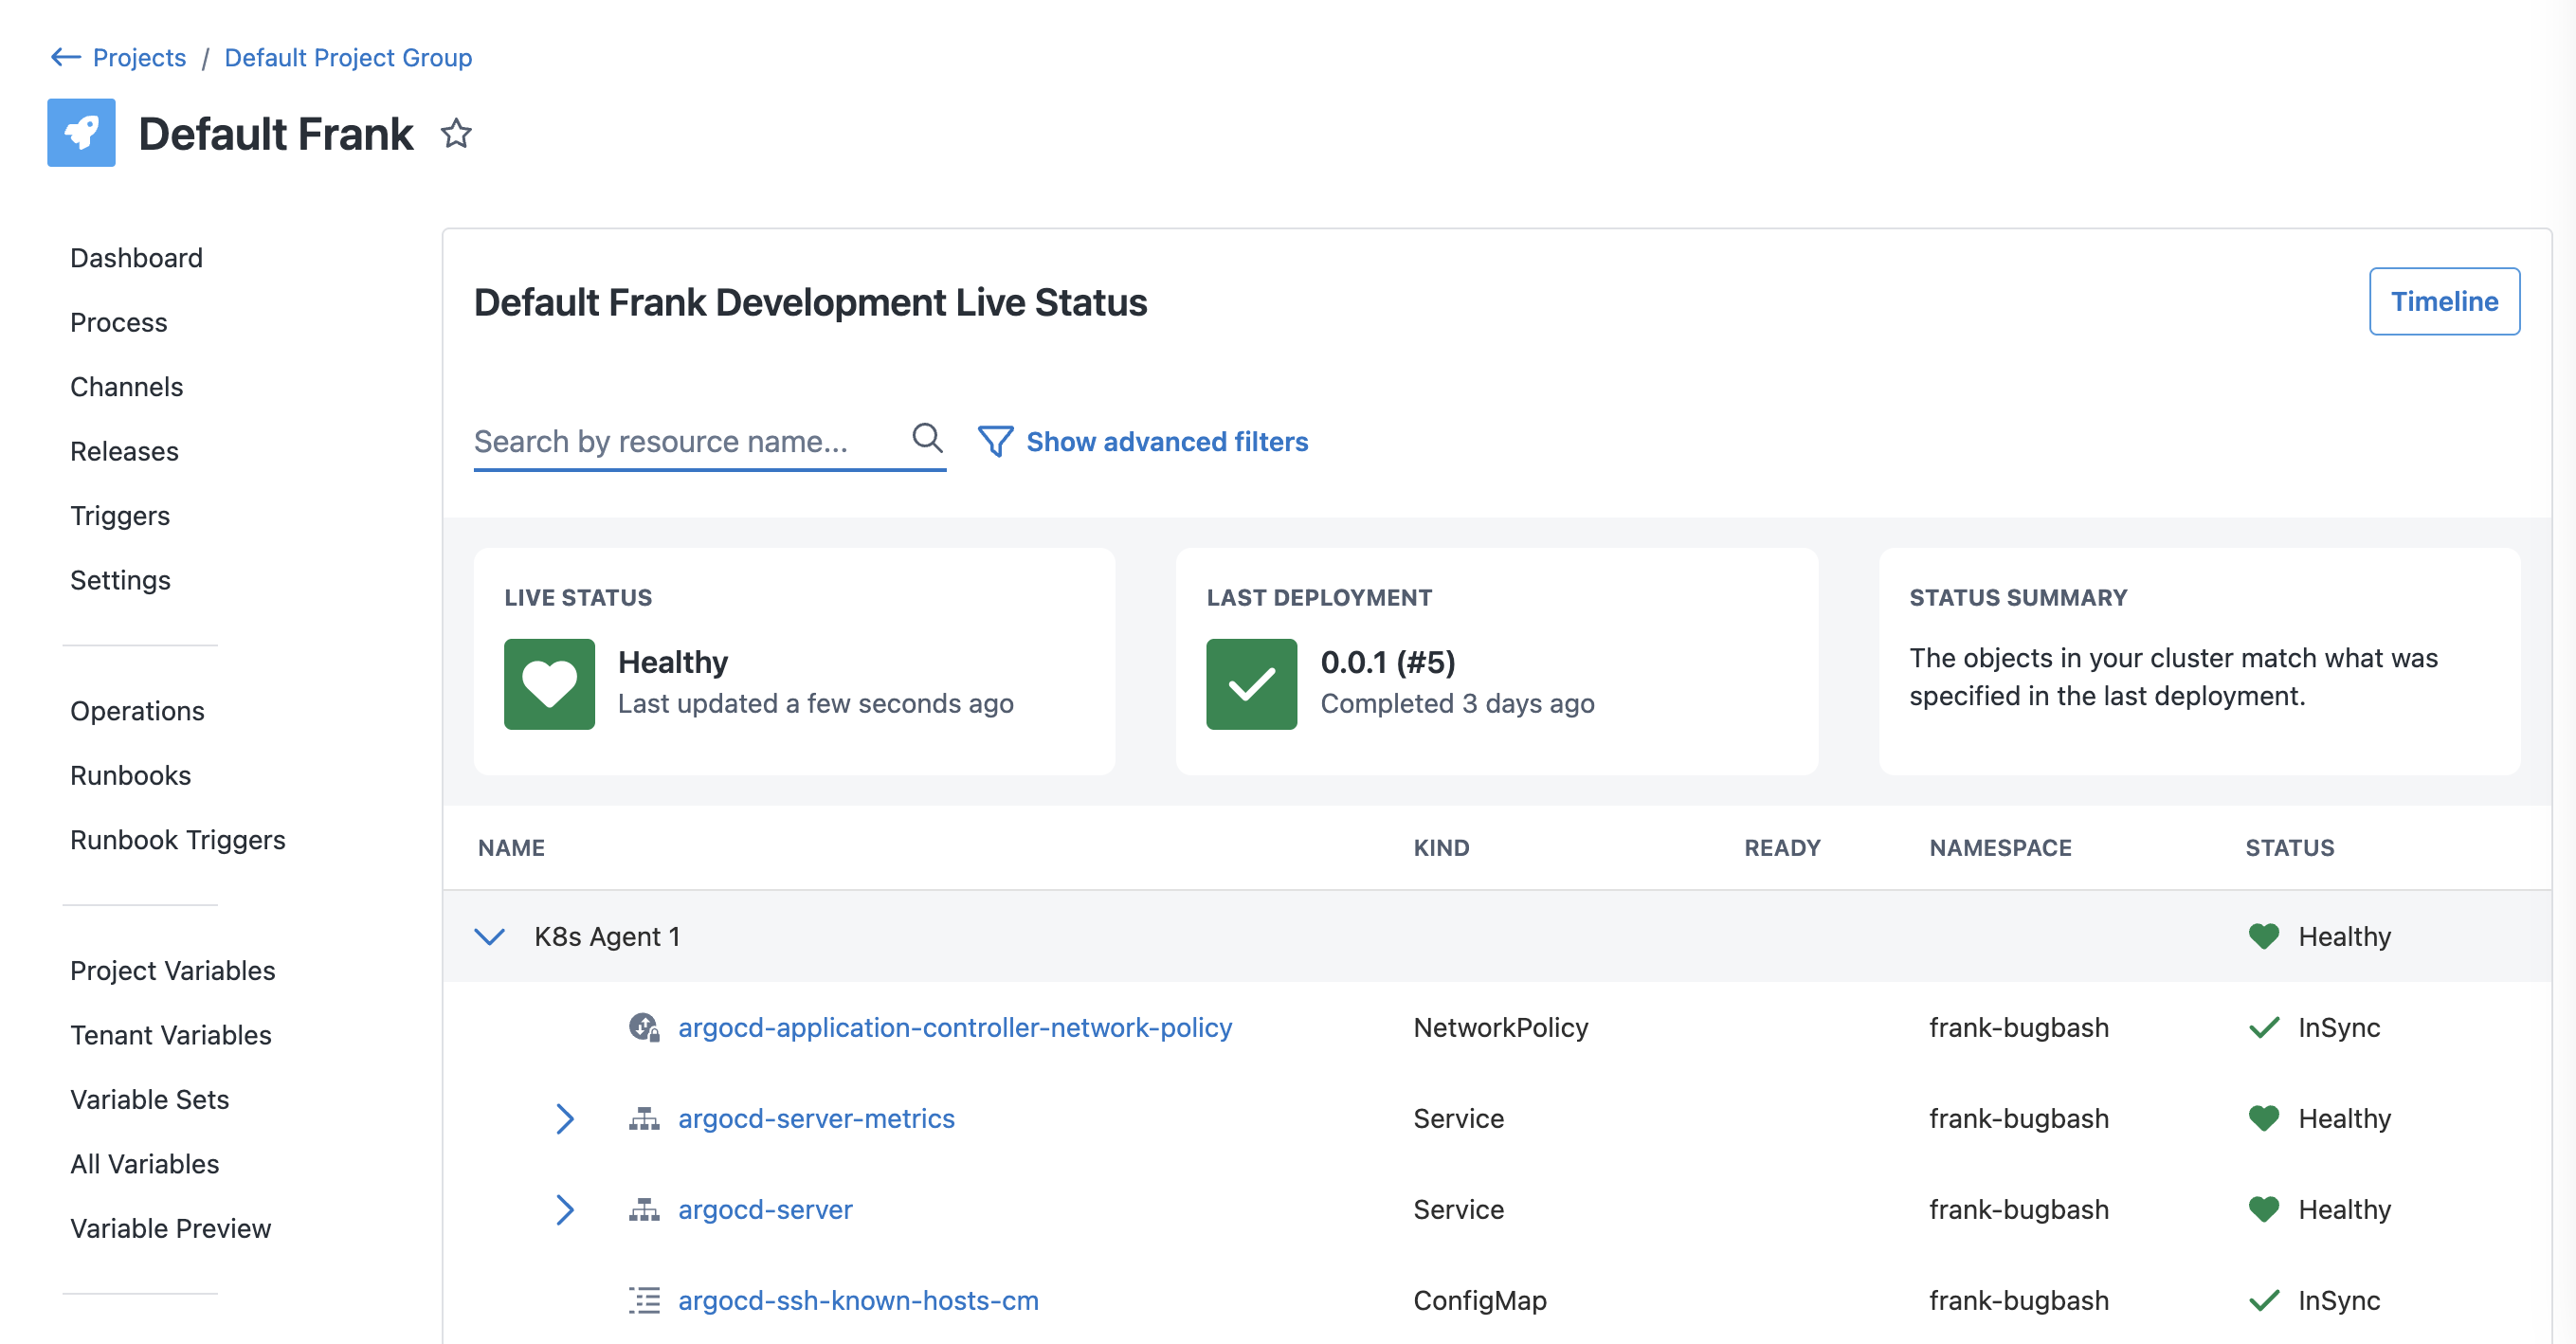 Projects / Default Project Group
Default Frank
Dashboard
Process
Channels
Releases
Triggers
Settings
Operations
Runbooks
Runbook Triggers
Project Variables
Tenant Variables
Variable Sets
All Variables
Variable Preview
Default Frank Development Live Status
Timeline
Search by resource name...
Show advanced filters
LIVE STATUS
Healthy
Last updated a few seconds ago
LAST DEPLOYMENT
0.0.1 (#5)
Completed 3 days ago
STATUS SUMMARY
The objects in your cluster match what was
specified in the last deployment.
NAME KIND READY NAMESPACE STATUS
K8s Agent 1 Healthy
argocd-application-controller-network-policy NetworkPolicy frank-bugbash InSync
argocd-server-metrics Service frank-bugbash Healthy
argocd-server Service frank-bugbash Healthy
argocd-ssh-known-hosts-cm ConfigMap frank-bugbash InSync